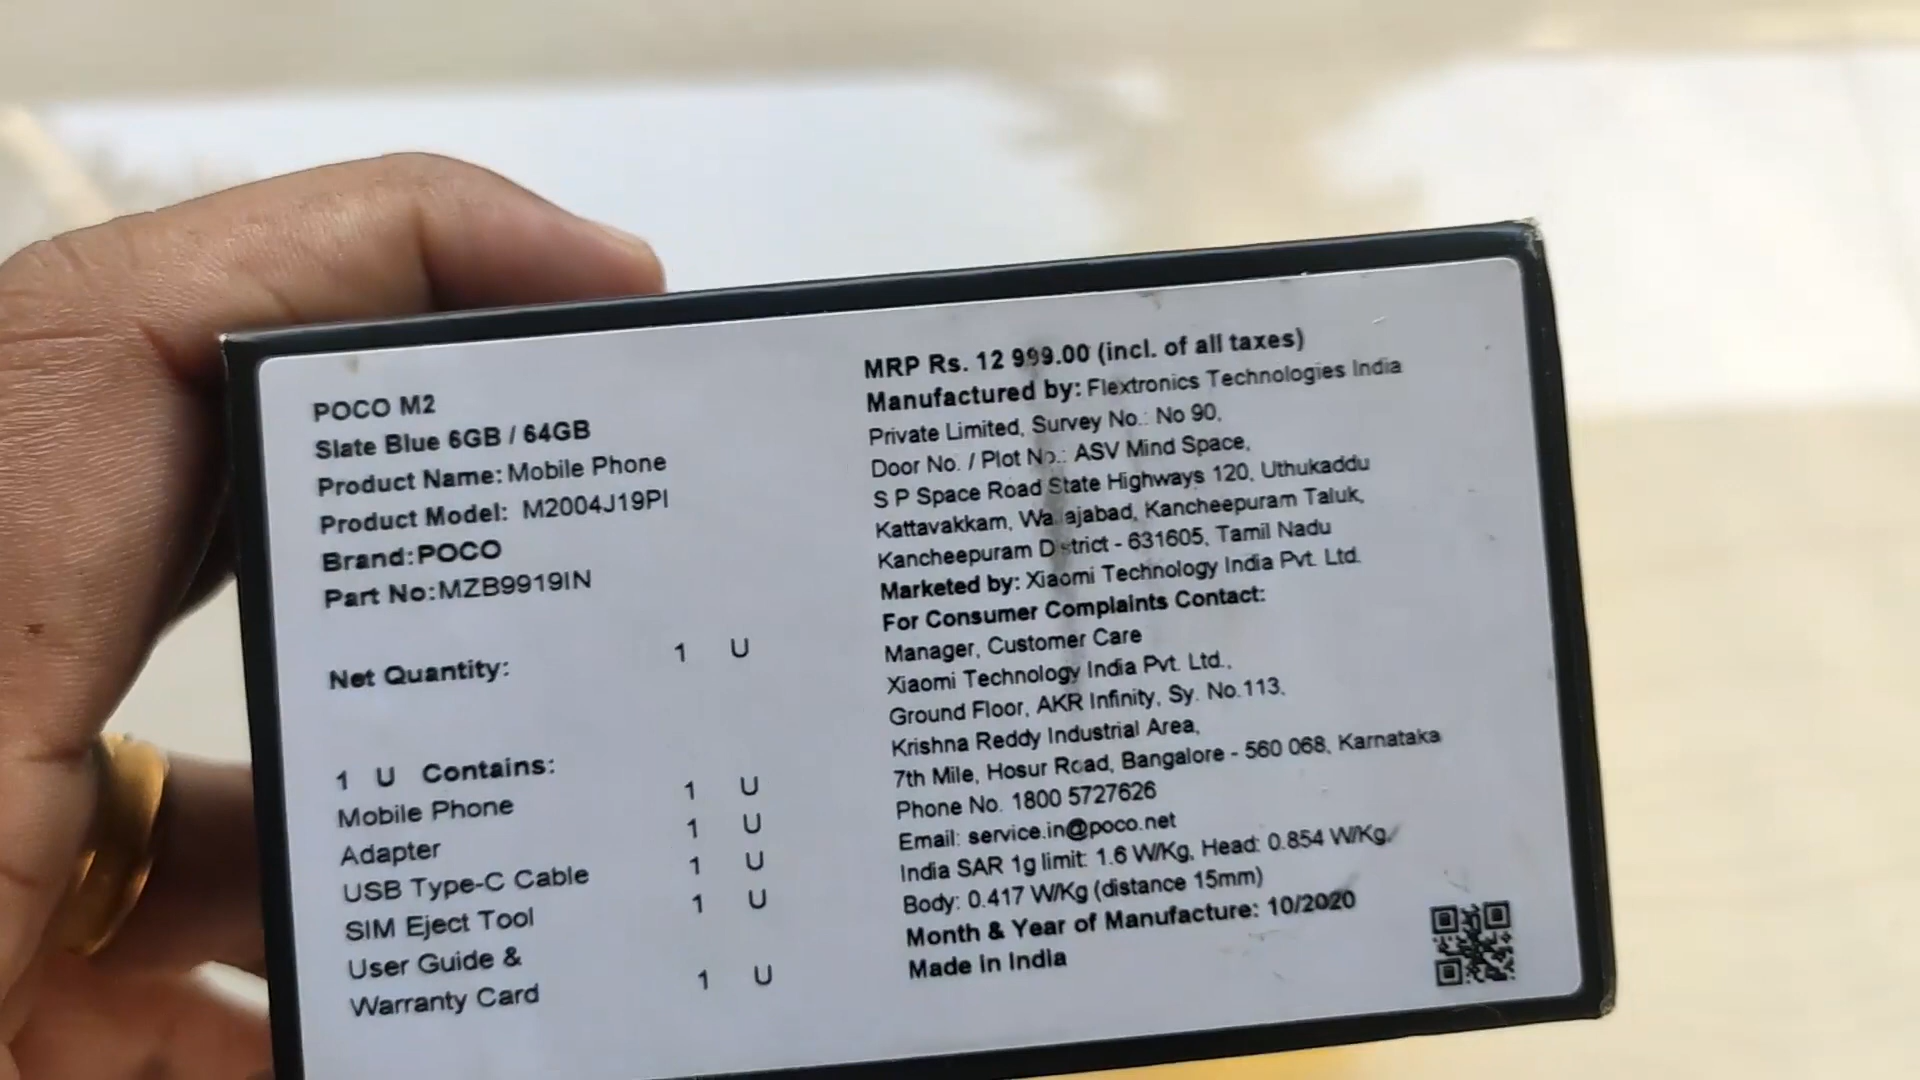 POCO M2
Slate Blue 6GB / 64GB
Product Name: Mobile Phone
Product Model: M2004J19PI
Brand:POCO
Part No:MZB9919IN
Net Quantity: 1 U
1 U Contains:
Mobile Phone 1 U
Adapter 1 U
USB Type-C Cable 1 U
SIM Eject Tool 1 U
User Guide &
Warranty Card 1 U
MRP Rs. 12 999.00 (incl. of all taxes)
Manufactured by: Flextronics Technologies India
Private Limited, Survey No.: No 90,
Door No. / Plot No.: ASV Mind Space,
S P Space Road State Highways 120, Uthukaddu
Kattavakkam, Walajabad, Kancheepuram Taluk,
Kancheepuram District - 631605, Tamil Nadu
Marketed by: Xiaomi Technology India Pvt. Ltd.
For Consumer Complaints Contact:
Manager, Customer Care
Xiaomi Technology India Pvt. Ltd.,
Ground Floor, AKR Infinity, Sy. No.113,
Krishna Reddy Industrial Area,
7th Mile, Hosur Road, Bangalore - 560 068, Karnataka
Phone No. 1800 5727626
Email: service.in@poco.net
India SAR 1g limit: 1.6 W/Kg, Head: 0.854 W/Kg,
Body: 0.417 W/Kg (distance 15mm)
Month & Year of Manufacture: 10/2020
Made in India